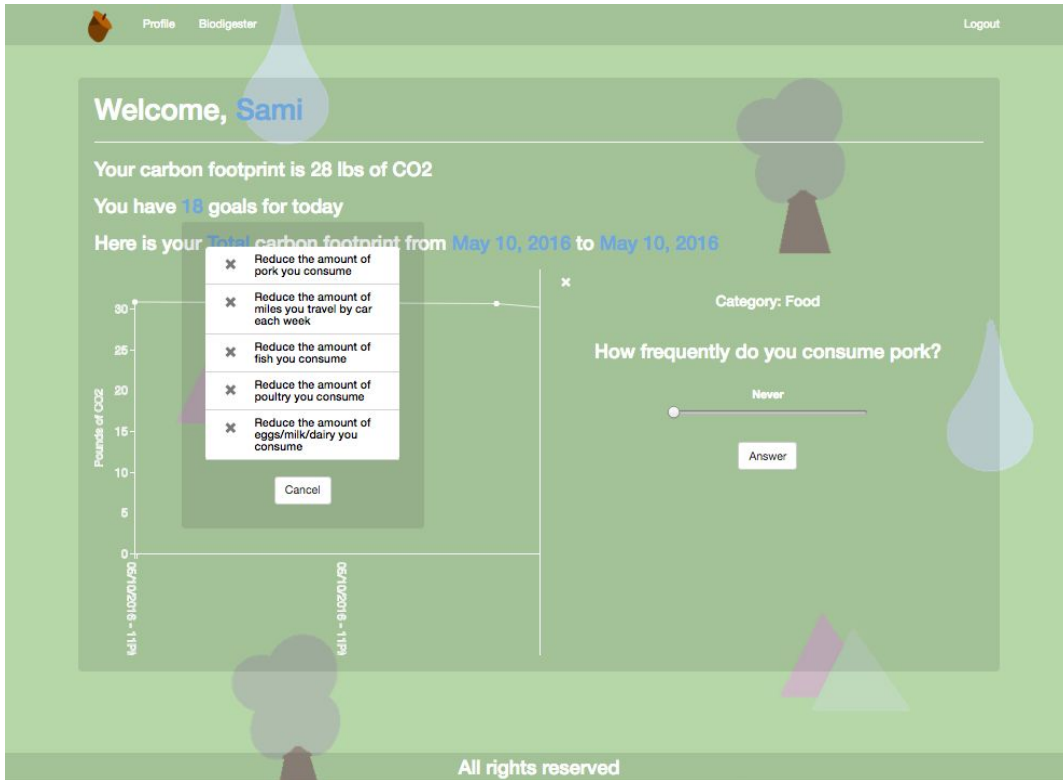 Profile Biodigester Logout
Welcome, Sami
Your carbon footprint is 28 lbs of CO2
You have 18 goals for today
Here is your Total carbon footprint from May 10, 2016 to May 10, 2016
Reduce the amount of
pork you consume
Reduce the amount of
miles you travel by car
each week
Reduce the amount of
fish you consume
Reduce the amount of
poultry you consume
Reduce the amount of
eggs/milk/dairy you
consume
Cancel
Pounds of CO2
30
25
20
15
10
5
0
05/10/2016 - 11P
05/10/2016 - 11P
Category: Food
How frequently do you consume pork?
Never
Answer
All rights reserved